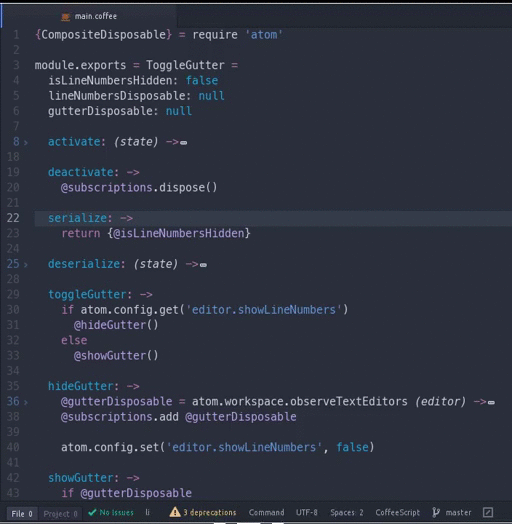 main.coffee
1 {CompositeDisposable} = require 'atom'
2
3 module.exports = ToggleGutter =
4 isLineNumbersHidden: false
5 lineNumbersDisposable: null
6 gutterDisposable: null
7
8 activate: (state) ->
18
19 deactivate: ->
20 @subscriptions.dispose()
21
22 serialize: ->
23 return {@isLineNumbersHidden}
24
25 deserialize: (state) ->
28
29 toggleGutter: ->
30 if atom.config.get('editor.showLineNumbers')
31 @hideGutter()
32 else
33 @showGutter()
34
35 hideGutter: ->
36 @gutterDisposable = atom.workspace.observeTextEditors (editor) ->
38 @subscriptions.add @gutterDisposable
39
40 atom.config.set('editor.showLineNumbers', false)
41
42 showGutter: ->
43 if @gutterDisposable
File 0 Project 0 No Issues li 3 deprecations Command UTF-8 Spaces: 2 CoffeeScript master